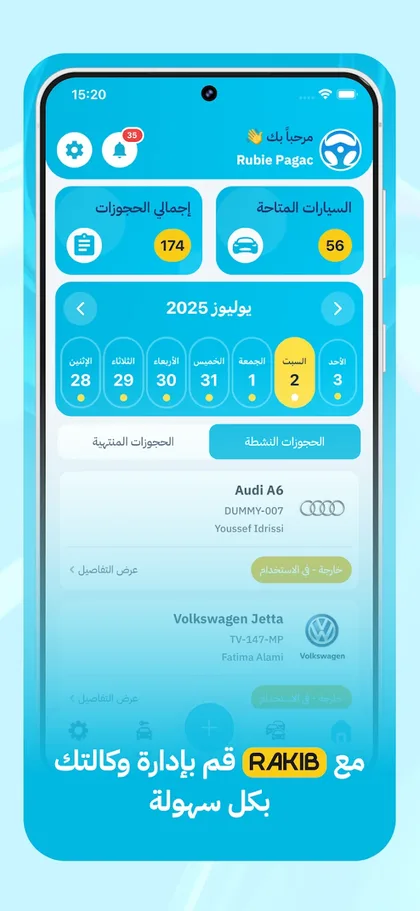 15:20
مرحباً بك 👋
Rubie Pagac
35
السيارات المتاحة
56
إجمالي الحجوزات
174
يوليوز 2025
الأحد السبت الجمعة الخميس الأربعاء الثلاثاء الإثنين
3 2 1 31 30 29 28
الحجوزات النشطة
الحجوزات المنتهية
Audi A6
DUMMY-007
Youssef Idrissi
خارجة - في الاستخدام
عرض التفاصيل
Volkswagen Jetta
TV-147-MP
Fatima Alami
Volkswagen
خارجة - في الاستخدام
عرض التفاصيل
مع RAKIB قم بإدارة وكالتك
بكل سهولة